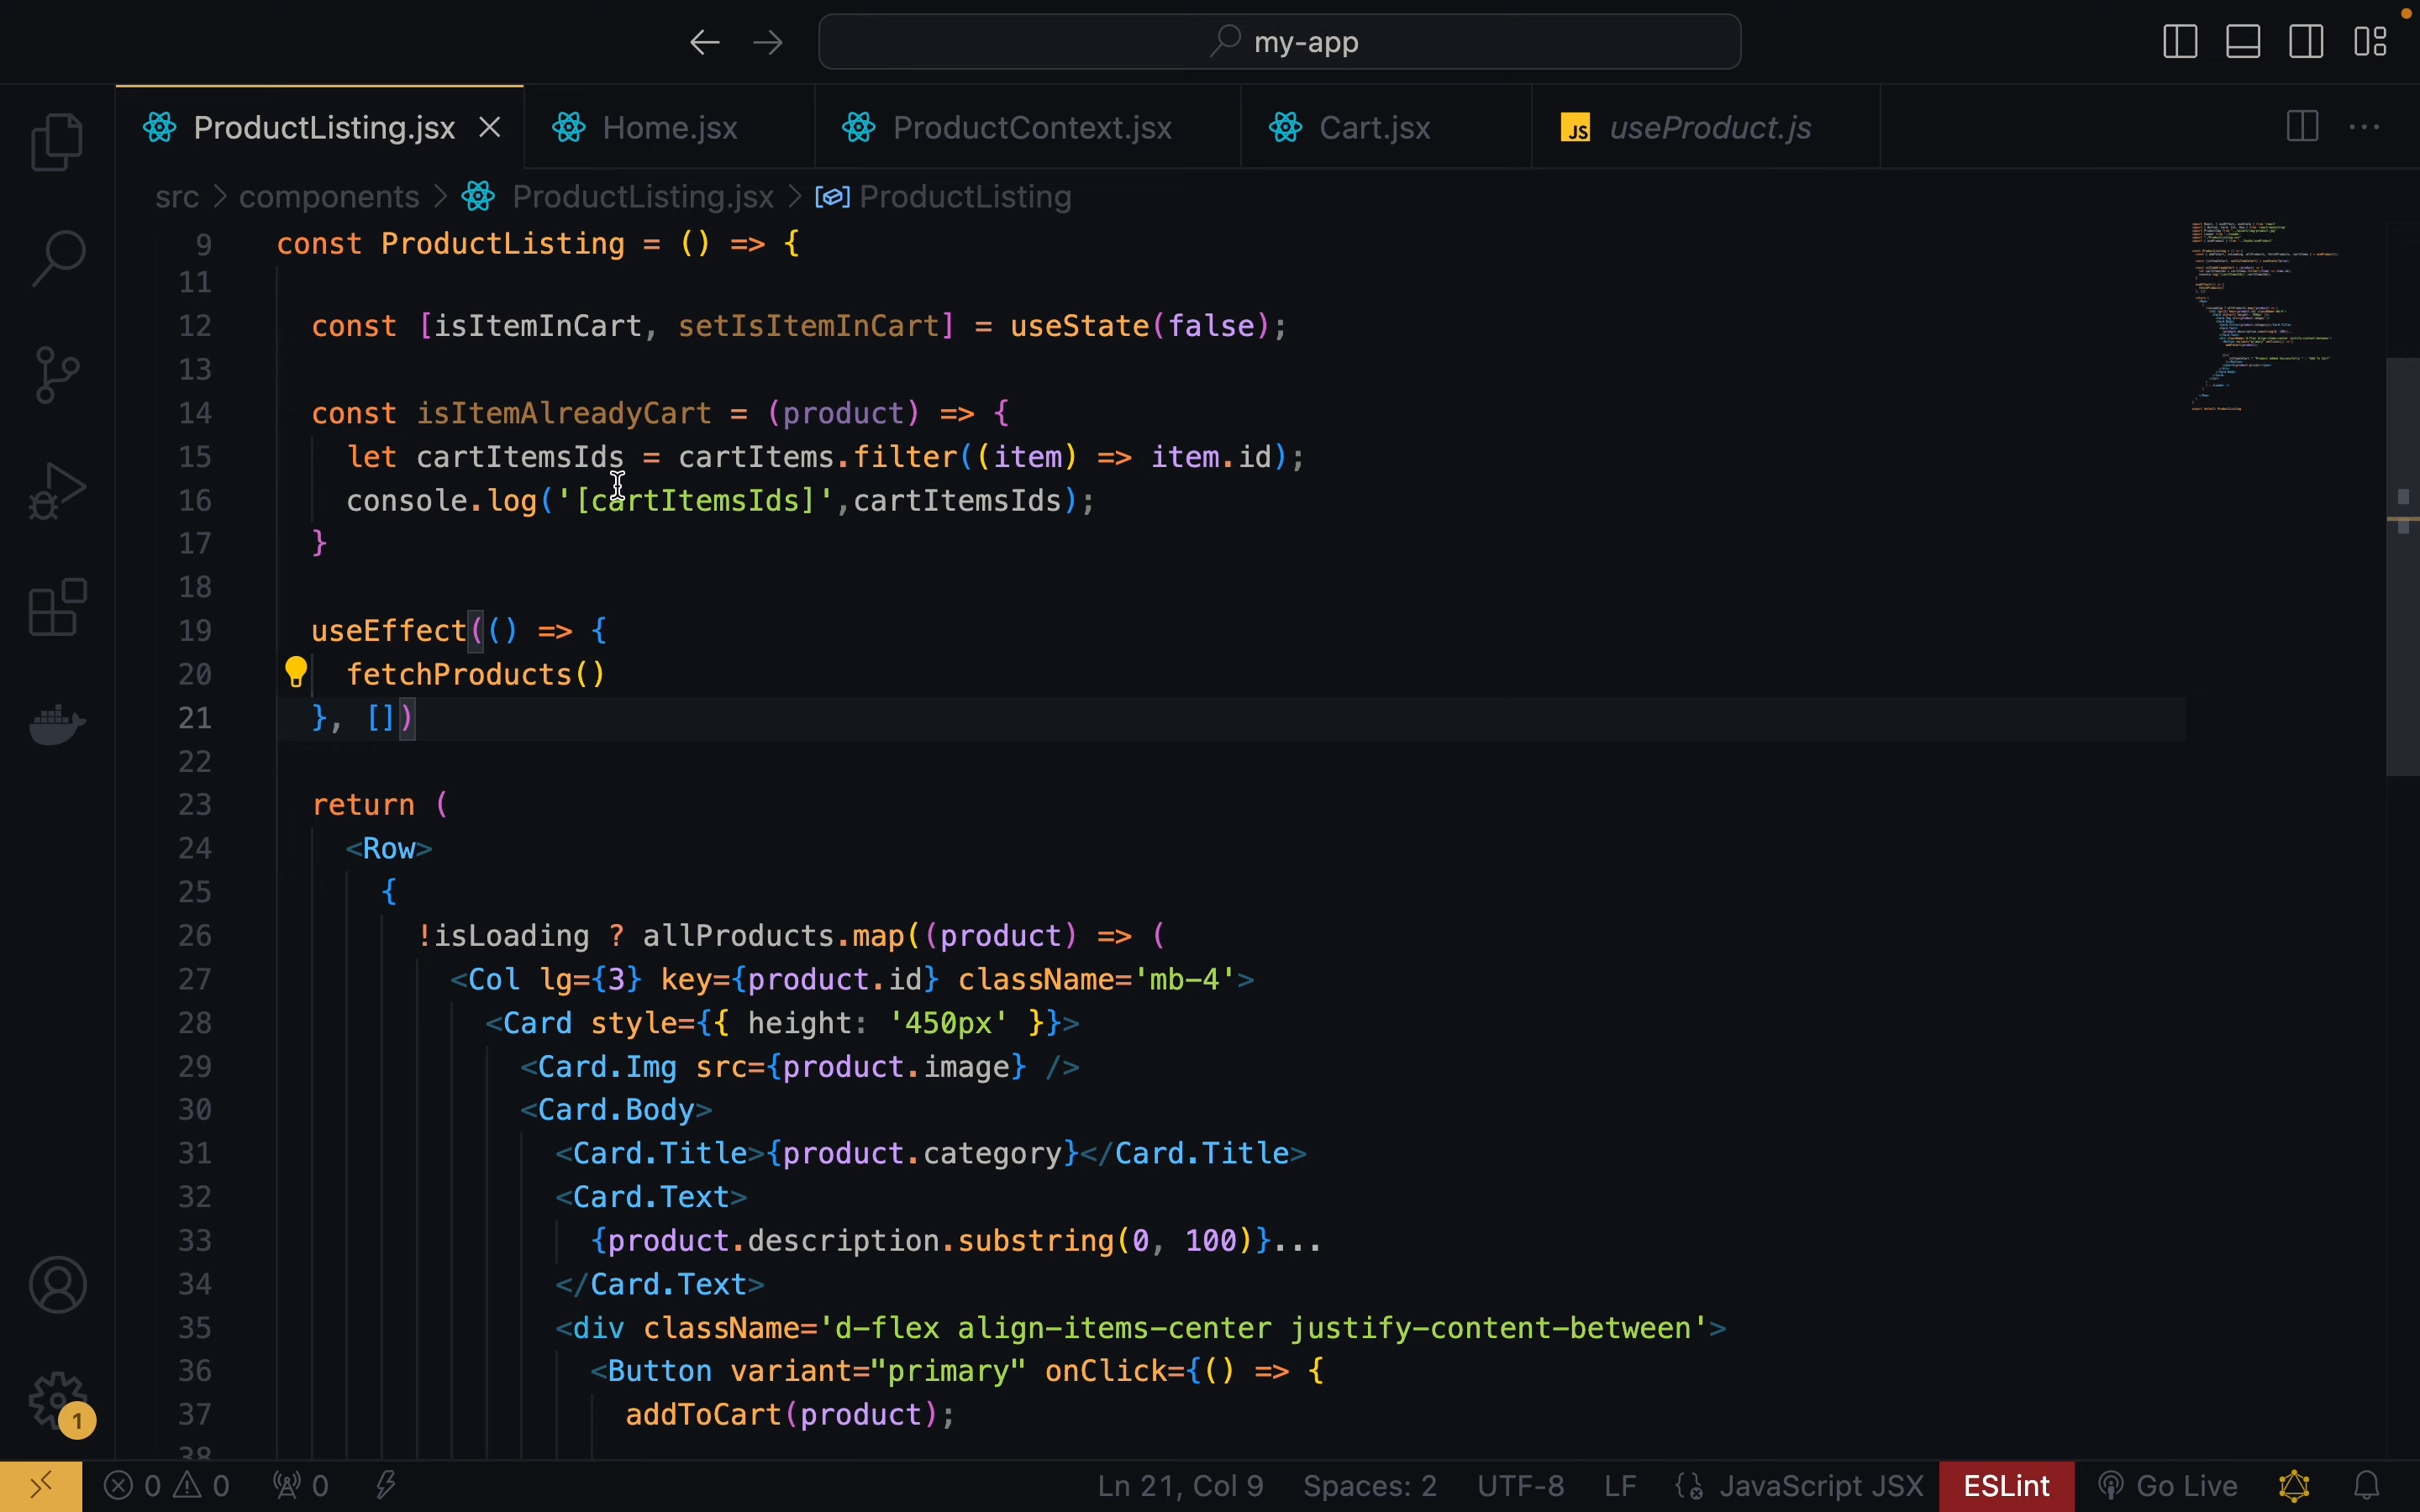 my-app
ProductListing.jsx
Home.jsx
ProductContext.jsx
Cart.jsx
JS useProduct.js
src > components > ProductListing.jsx > ProductListing
9 const ProductListing = () => {
11
12 const [isItemInCart, setIsItemInCart] = useState(false);
13
14 const isItemAlreadyCart = (product) => {
15 let cartItemsIds = cartItems.filter((item) => item.id);
16 console.log('[cartItemsIds]',cartItemsIds);
17 }
18
19 useEffect(() => {
20 fetchProducts()
21 }, [])
22
23 return (
24 <Row>
25 {
26 !isLoading ? allProducts.map((product) => (
27 <Col lg={3} key={product.id} className='mb-4'>
28 <Card style={{ height: '450px' }}>
29 <Card.Img src={product.image} />
30 <Card.Body>
31 <Card.Title>{product.category}</Card.Title>
32 <Card.Text>
33 {product.description.substring(0, 100)}...
34 </Card.Text>
35 <div className='d-flex align-items-center justify-content-between'>
36 <Button variant="primary" onClick={() => {
37 addToCart(product);
38
1
0 0 0 Ln 21, Col 9 Spaces: 2 UTF-8 LF JavaScript JSX ESLint Go Live